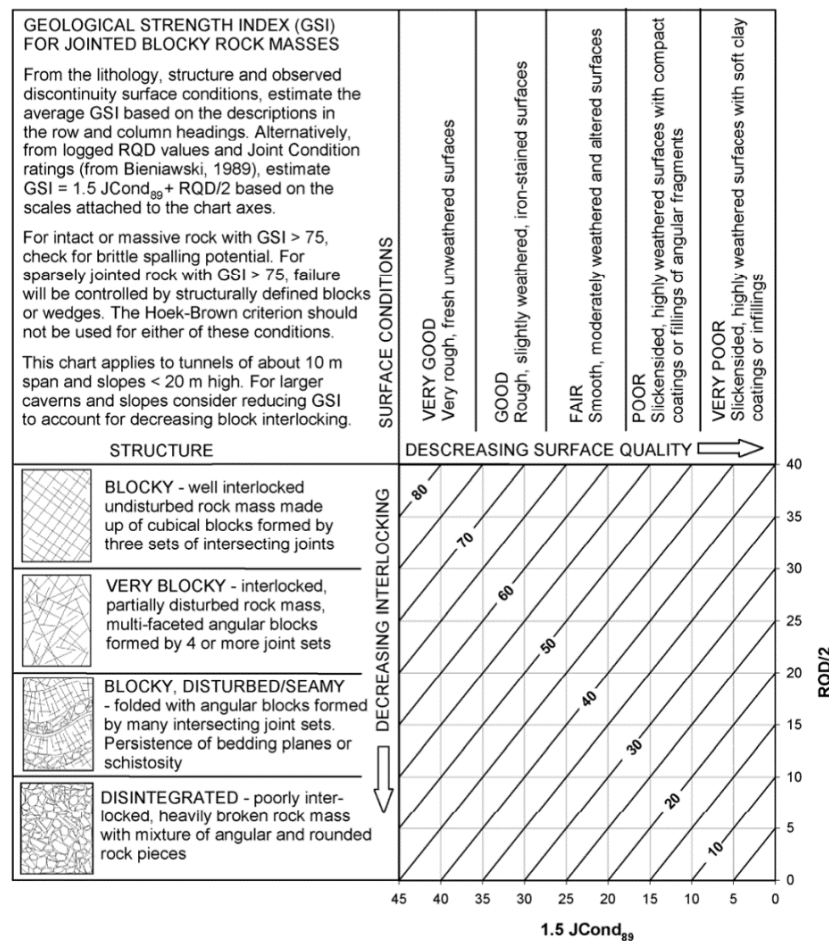 GEOLOGICAL STRENGTH INDEX (GSI)
FOR JOINTED BLOCKY ROCK MASSES
From the lithology, structure and observed
discontinuity surface conditions, estimate the
average GSI based on the descriptions in
the row and column headings. Alternatively,
from logged RQD values and Joint Condition
ratings (from Bieniawski, 1989), estimate
GSI = 1.5 JCond89 + RQD/2 based on the
scales attached to the chart axes.
For intact or massive rock with GSI > 75,
check for brittle spalling potential. For
sparsely jointed rock with GSI > 75, failure
will be controlled by structurally defined blocks
or wedges. The Hoek-Brown criterion should
not be used for either of these conditions.
This chart applies to tunnels of about 10 m
span and slopes < 20 m high. For larger
caverns and slopes consider reducing GSI
to account for decreasing block interlocking.
SURFACE CONDITIONS
VERY GOOD
Very rough, fresh unweathered surfaces
GOOD
Rough, slightly weathered, iron-stained surfaces
FAIR
Smooth, moderately weathered and altered surfaces
POOR
Slickensided, highly weathered surfaces with compact
coatings or fillings of angular fragments
VERY POOR
Slickensided, highly weathered surfaces with soft clay
coatings or infillings
STRUCTURE
DESCREASING SURFACE QUALITY
BLOCKY - well interlocked
undisturbed rock mass made
up of cubical blocks formed by
three sets of intersecting joints
VERY BLOCKY - interlocked,
partially disturbed rock mass,
multi-faceted angular blocks
formed by 4 or more joint sets
BLOCKY, DISTURBED/SEAMY
- folded with angular blocks formed
by many intersecting joint sets.
Persistence of bedding planes or
schistosity
DISINTEGRATED - poorly inter-
locked, heavily broken rock mass
with mixture of angular and rounded
rock pieces
DECREASING INTERLOCKING
80
70
60
50
40
30
20
10
40
35
30
25
20
15
10
5
0
RQD/2
45 40 35 30 25 20 15 10 5 0
1.5 JCond89